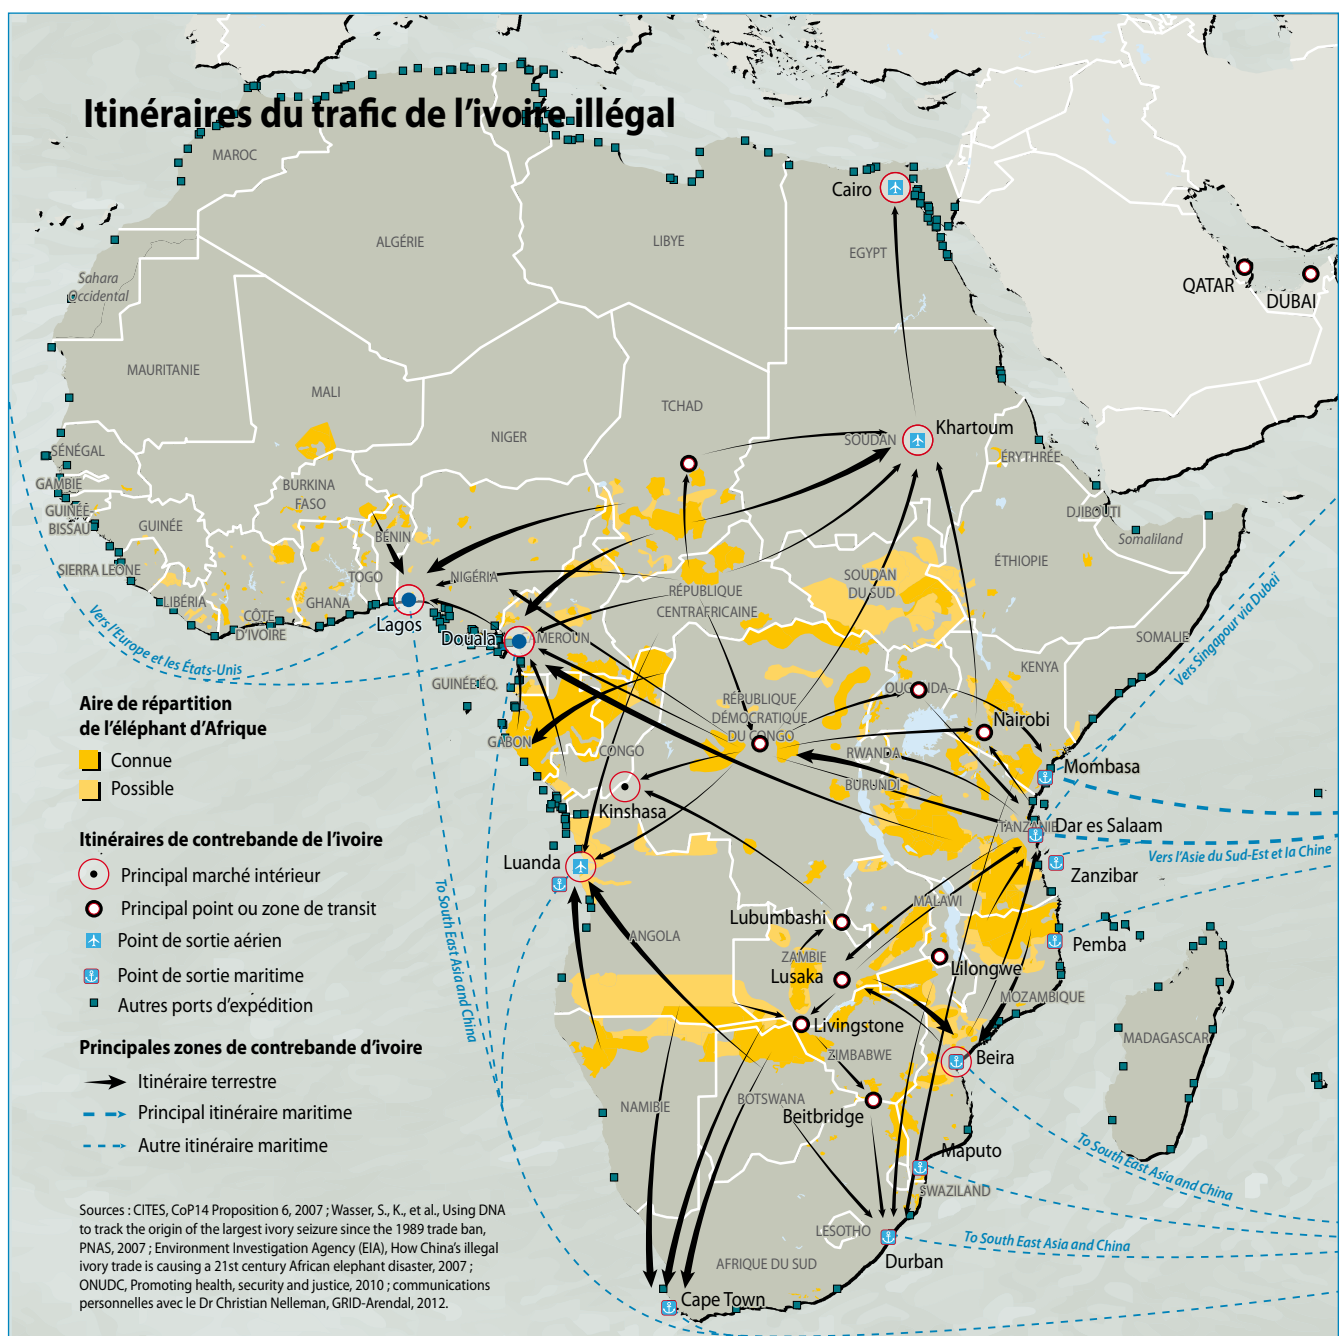 Itinéraires du trafic de l’ivoire illégal
MAROC
ALGÉRIE
LIBYE
Cairo
EGYPT
QATAR
DUBAI
Sahara
Occidental
MAURITANIE
MALI
NIGER
TCHAD
SOUDAN
Khartoum
ÉRYTHRÉE
SÉNÉGAL
GAMBIE
GUINÉE-
BISSAU
GUINÉE
SIERRA LEONE
LIBÉRIA
CÔTE
D’IVOIRE
BURKINA
FASO
GHANA
TOGO
BÉNIN
NIGÉRIA
Lagos
Douala
CAMEROUN
GUINÉE ÉQ.
GABON
CONGO
RÉPUBLIQUE
CENTRAFRICAINE
SOUDAN
DU SUD
ÉTHIOPIE
DJIBOUTI
Somaliland
SOMALIE
KENYA
OUGANDA
Nairobi
RÉPUBLIQUE
DÉMOCRATIQUE
DU CONGO
RWANDA
BURUNDI
Kinshasa
Mombasa
TANZANIE
Dar es Salaam
Zanzibar
Pemba
Luanda
ANGOLA
Lubumbashi
ZAMBIE
Lusaka
MALAWI
Lilongwe
MOZAMBIQUE
Livingstone
ZIMBABWE
Beira
MADAGASCAR
NAMIBIE
BOTSWANA
Beitbridge
Maputo
SWAZILAND
LESOTHO
Durban
AFRIQUE DU SUD
Cape Town
Vers l’Europe et les États-Unis
Vers Singapour via Dubaï
Vers l’Asie du Sud-Est et la Chine
To South East Asia and China
To South East Asia and China
To South East Asia and China
Aire de répartition
de l’éléphant d’Afrique
Connue
Possible
Itinéraires de contrebande de l’ivoire
Principal marché intérieur
Principal point ou zone de transit
Point de sortie aérien
Point de sortie maritime
Autres ports d’expédition
Principales zones de contrebande d’ivoire
Itinéraire terrestre
Principal itinéraire maritime
Autre itinéraire maritime
Sources : CITES, CoP14 Proposition 6, 2007 ; Wasser, S., K., et al., Using DNA
to track the origin of the largest ivory seizure since the 1989 trade ban,
PNAS, 2007 ; Environment Investigation Agency (EIA), How China’s illegal
ivory trade is causing a 21st century African elephant disaster, 2007 ;
ONUDC, Promoting health, security and justice, 2010 ; communications
personnelles avec le Dr Christian Nelleman, GRID-Arendal, 2012.